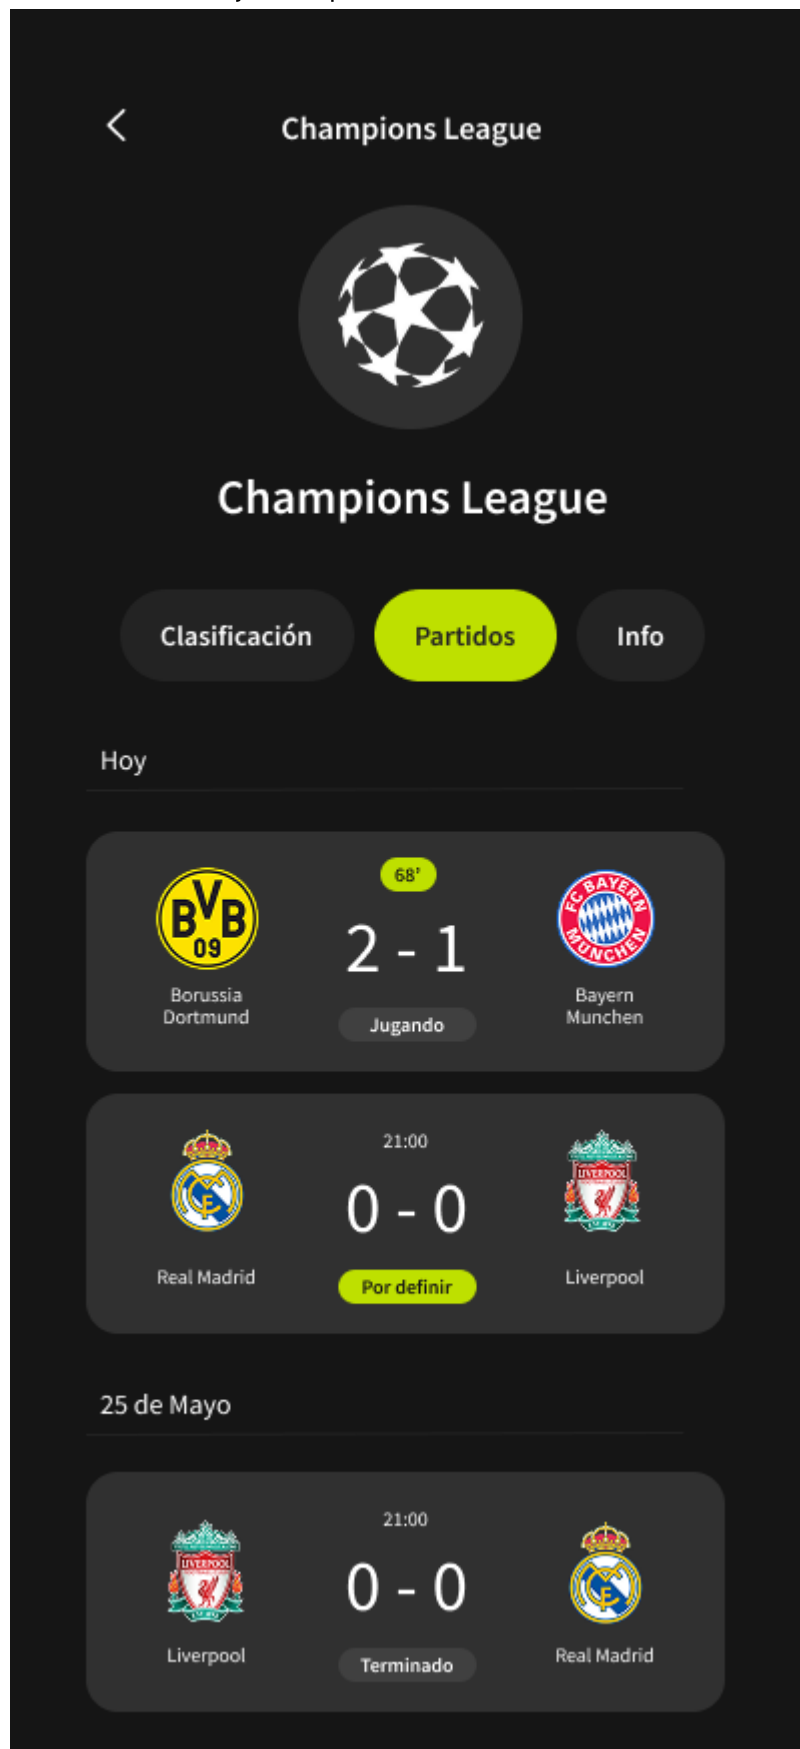 Champions League
Champions League
Clasificación
Partidos
Info
Hoy
68'
BVB
09
2 - 1
FC BAYERN
MÜNCHEN
Borussia
Dortmund
Jugando
Bayern
Munchen
21:00
0 - 0
LIVERPOOL
Real Madrid
Por definir
Liverpool
25 de Mayo
21:00
LIVERPOOL
0 - 0
Liverpool
Terminado
Real Madrid